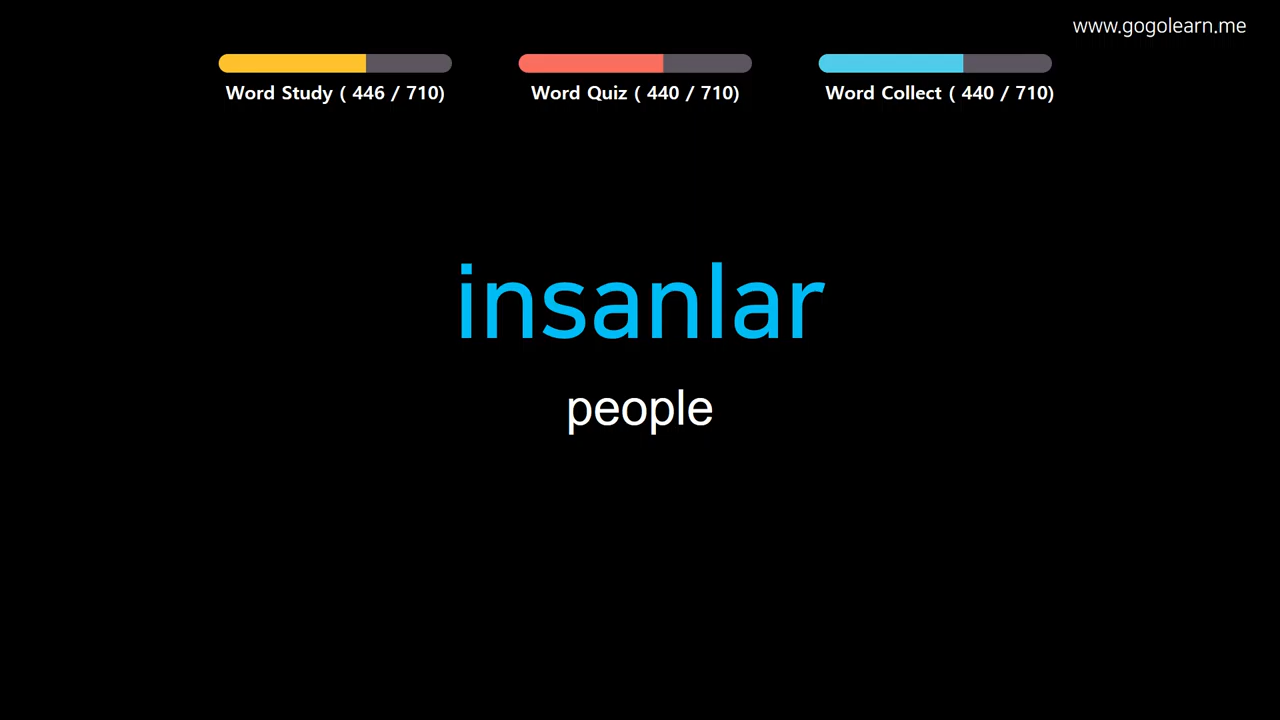 www.gogolearn.me
Word Study ( 446 / 710)
Word Quiz ( 440 / 710)
Word Collect ( 440 / 710)
insanlar
people